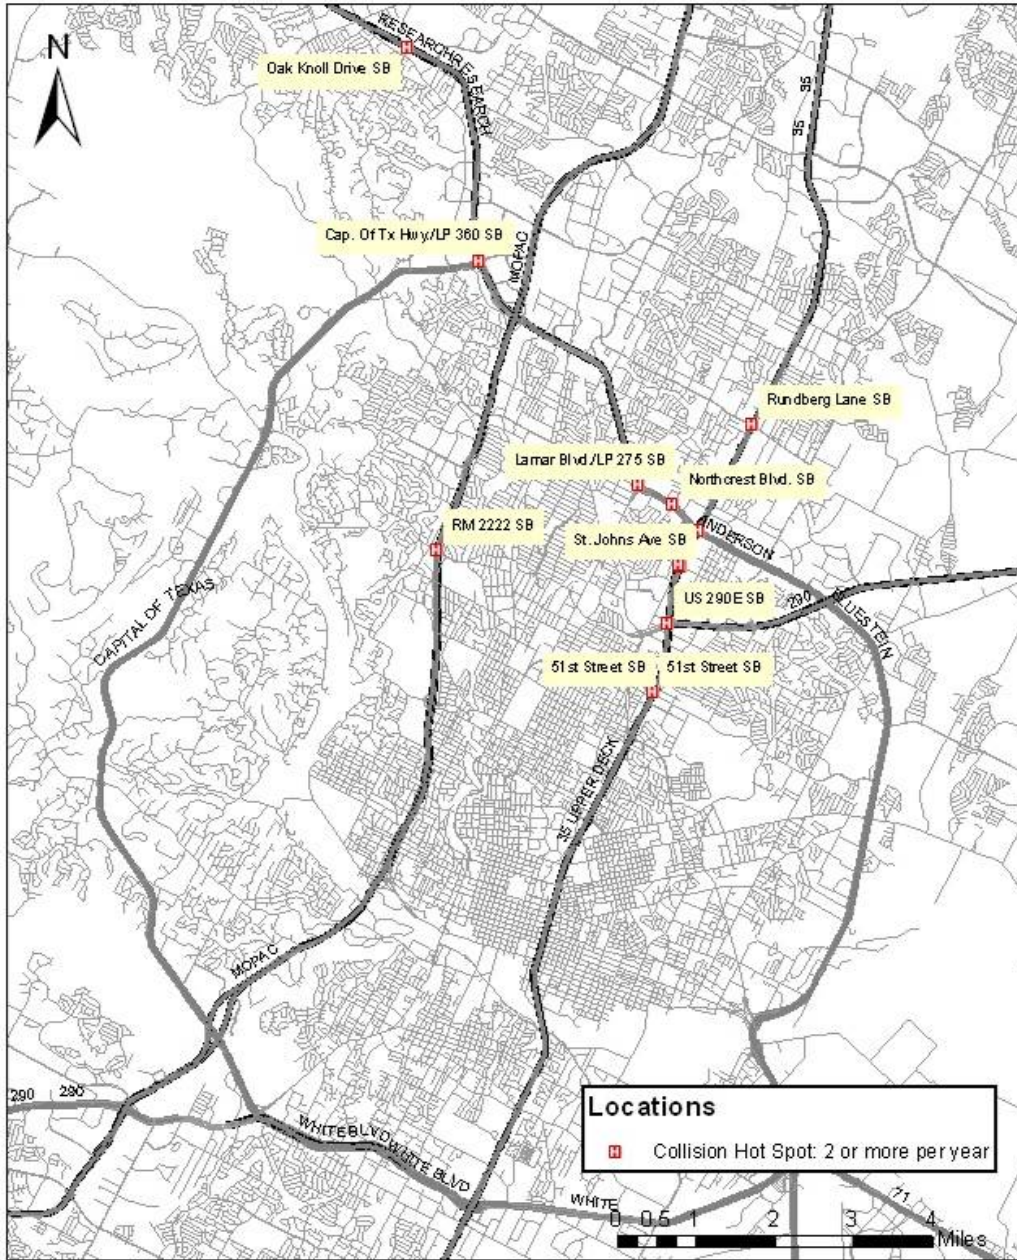 N
RESEARCH
RESEARCH
Oak Knoll Drive SB
35
35
Cap. Of Tx Hwy./LP 360 SB
MOPAC
Rundberg Lane SB
Lamar Blvd./LP 275 SB
Northcrest Blvd. SB
RM 2222 SB
St. Johns Ave SB
ANDERSON
US 290E SB
290
BLUESTEIN
CAPITAL OF TEXAS
51st Street SB
51st Street SB
35 UPPER DECK
MOPAC
290
290
WHITE BLVD
WHITE BLVD
WHITE
71
Locations
H Collision Hot Spot: 2 or more per year
0 0.5 1 2 3 4
Miles